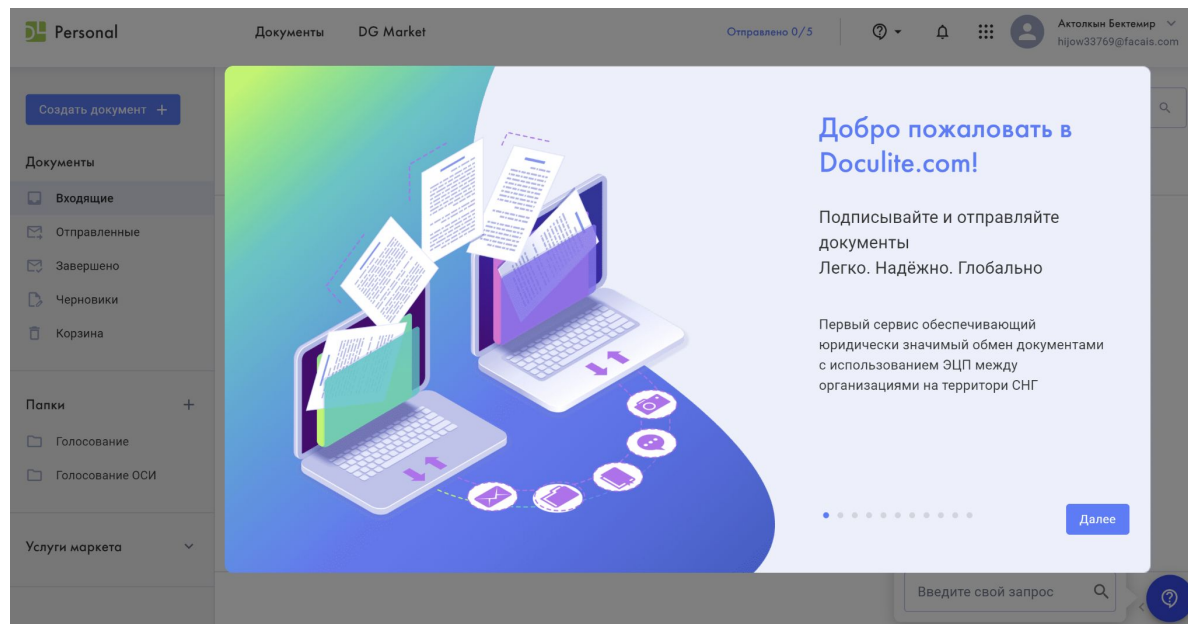 DL Personal
Документы
DG Market
Отправлено 0/5
Актолкын Бектемир
hijow33769@facais.com
Создать документ +
Документы
Входящие
Отправленные
Завершено
Черновики
Корзина
Папки +
Голосование
Голосование ОСИ
Услуги маркета
Добро пожаловать в
Doculite.com!
Подписывайте и отправляйте
документы
Легко. Надёжно. Глобально
Первый сервис обеспечивающий
юридически значимый обмен документами
с использованием ЭЦП между
организациями на територи СНГ
Далее
Введите свой запрос